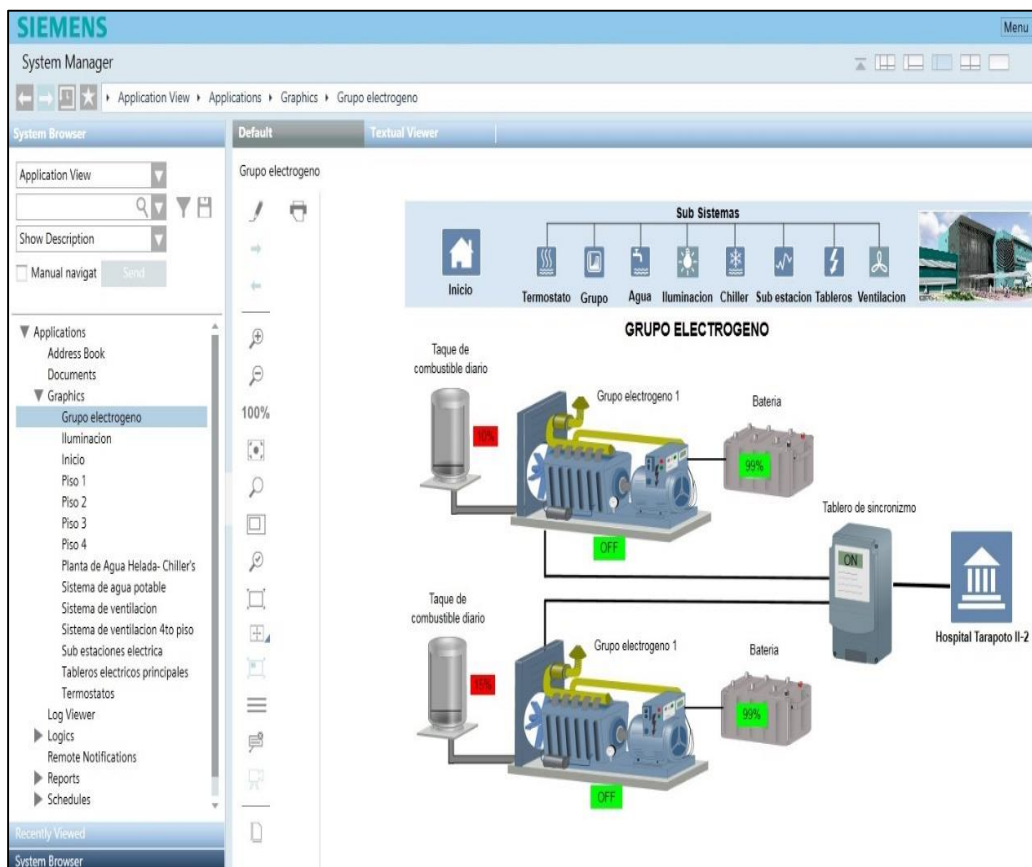 SIEMENS
Menu
System Manager
Application View Applications Graphics Grupo electrogeno
System Browser
Application View
Show Description
Manual navigat Send
Applications
Address Book
Documents
Graphics
Grupo electrogeno
Iluminacion
Inicio
Piso 1
Piso 2
Piso 3
Piso 4
Planta de Agua Helada- Chiller's
Sistema de agua potable
Sistema de ventilacion
Sistema de ventilacion 4to piso
Sub estaciones electrica
Tableros electricos principales
Termostatos
Log Viewer
Logics
Remote Notifications
Reports
Schedules
Recently Viewed
System Browser
Default Textual Viewer
Grupo electrogeno
100%
Sub Sistemas
Inicio
Termostato Grupo Agua Iluminacion Chiller Sub estacion Tableros Ventilacion
GRUPO ELECTROGENO
Taque de
combustible diario
10%
Grupo electrogeno 1
Bateria
99%
OFF
Tablero de sincronizmo
ON
Hospital Tarapoto II-2
Taque de
combustible diario
15%
Grupo electrogeno 1
Bateria
99%
OFF